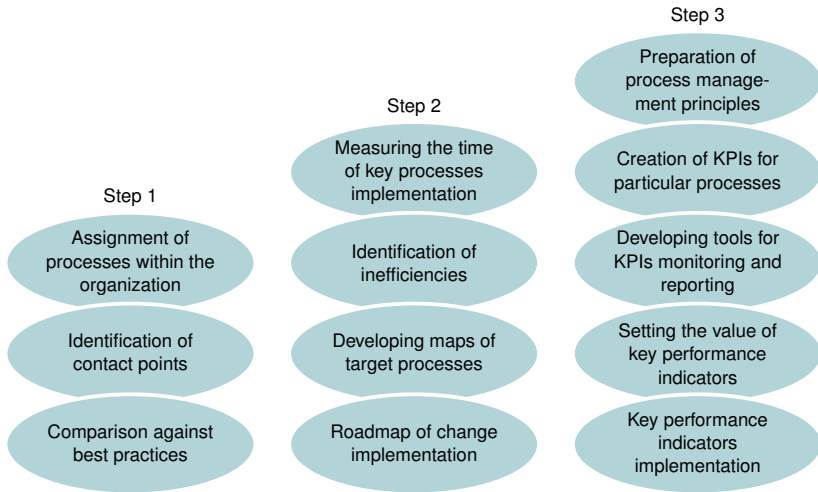 Step 1
Assignment of
processes within the
organization
Identification of
contact points
Comparison against
best practices
Step 2
Measuring the time
of key processes
implementation
Identification of
inefficiencies
Developing maps of
target processes
Roadmap of change
implementation
Step 3
Preparation of
process manage-
ment principles
Creation of KPIs for
particular processes
Developing tools for
KPIs monitoring and
reporting
Setting the value of
key performance
indicators
Key performance
indicators
implementation